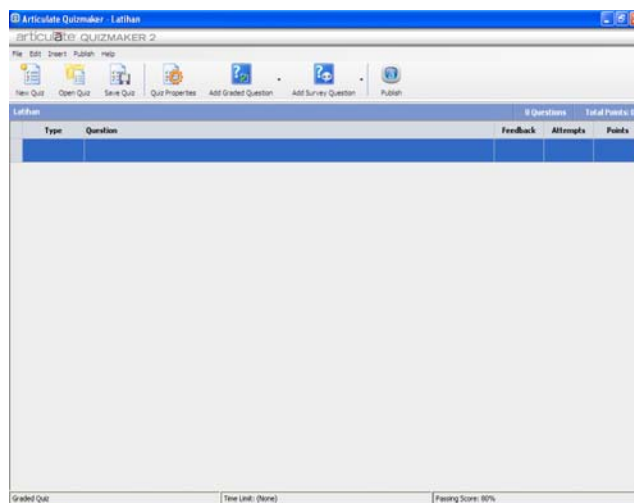 Articulate Quizmaker - Latihan
articulate QUIZMAKER 2
File Edit Insert Publish Help
New Quiz Open Quiz Save Quiz Quiz Properties Add Graded Question Add Survey Question Publish
Latihan 0 Questions Total Points:
Type Question Feedback Attempts Points
Graded Quiz Time Limit: (None) Passing Score: 80%